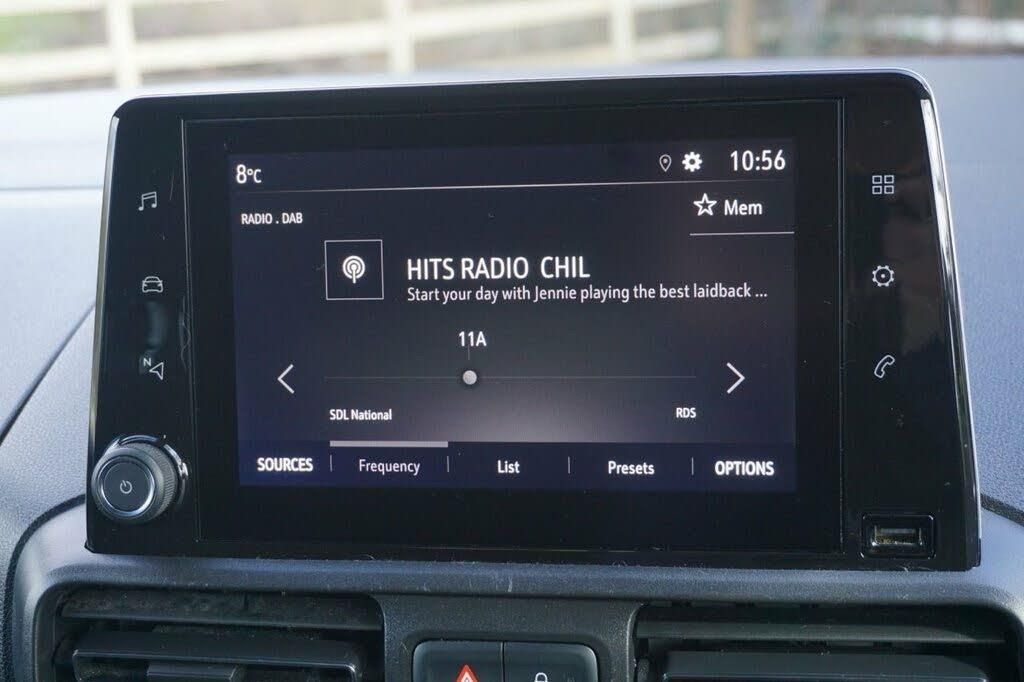 8°C
10:56
RADIO . DAB
Mem
HITS RADIO CHIL
Start your day with Jennie playing the best laidback ...
11A
N
SDL National
RDS
SOURCES
Frequency
List
Presets
OPTIONS